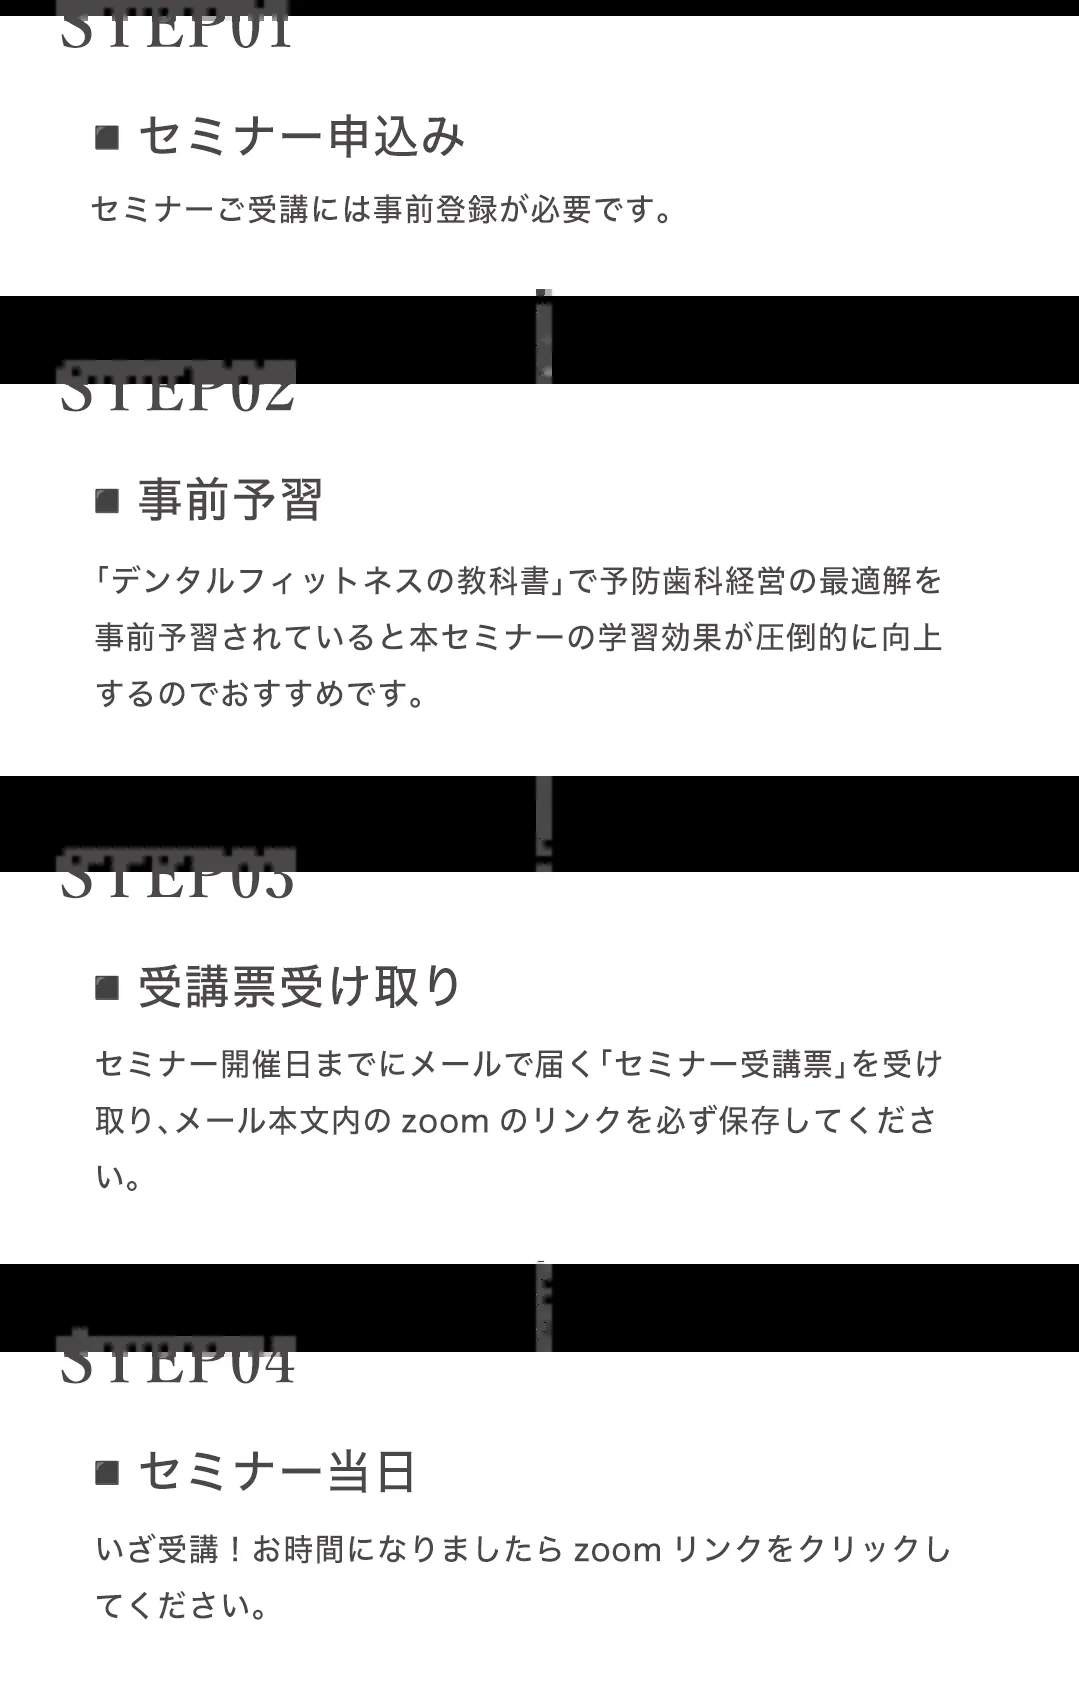 STEP01
■ セミナー申込み
セミナーご受講には事前登録が必要です。
STEP02
■ 事前予習
「デンタルフィットネスの教科書」で予防歯科経営の最適解を
事前予習されていると本セミナーの学習効果が圧倒的に向上
するのでおすすめです。
STEP03
■ 受講票受け取り
セミナー開催日までにメールで届く「セミナー受講票」を受け
取り、メール本文内の zoom のリンクを必ず保存してくださ
い。
STEP04
■ セミナー当日
いざ受講！お時間になりましたら zoom リンクをクリックし
てください。